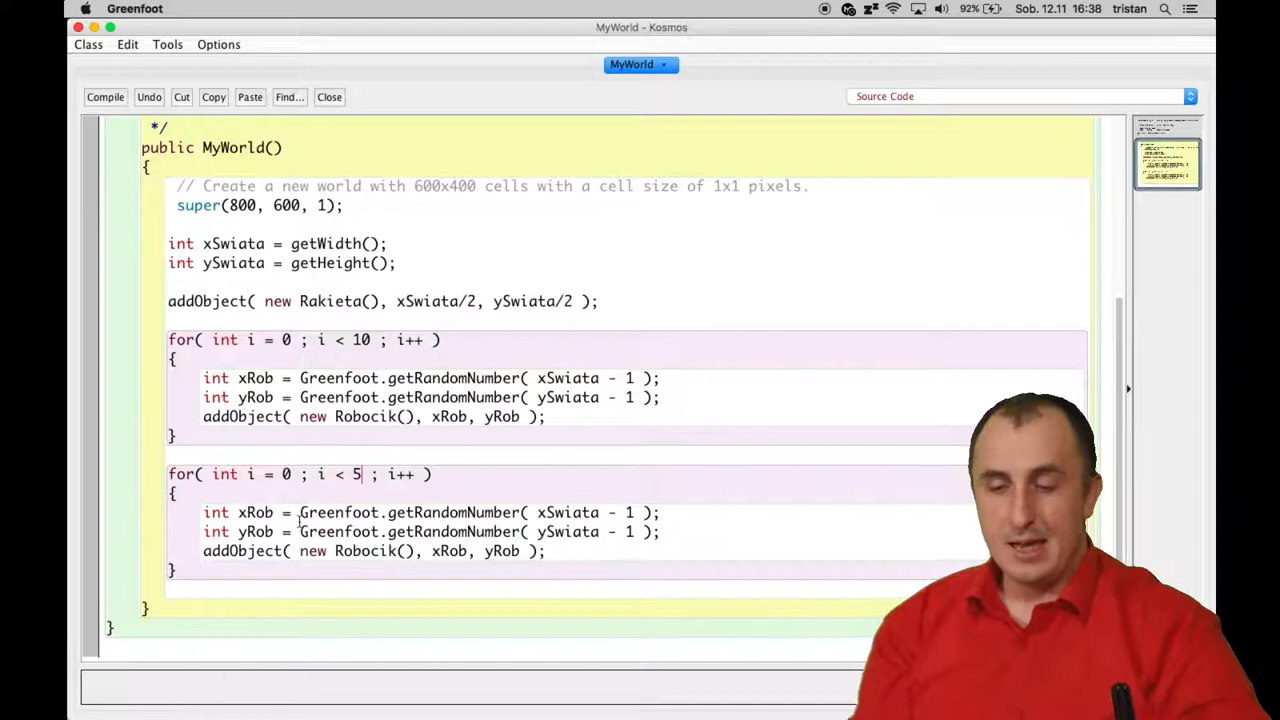 Greenfoot
92% Sob. 12.11 16:38 tristan
MyWorld - Kosmos
Class Edit Tools Options
MyWorld ×
Compile Undo Cut Copy Paste Find... Close Source Code
*/
public MyWorld()
{
// Create a new world with 600x400 cells with a cell size of 1x1 pixels.
super(800, 600, 1);
int xSwiata = getWidth();
int ySwiata = getHeight();
addObject( new Rakieta(), xSwiata/2, ySwiata/2 );
for( int i = 0 ; i < 10 ; i++ )
{
int xRob = Greenfoot.getRandomNumber( xSwiata - 1 );
int yRob = Greenfoot.getRandomNumber( ySwiata - 1 );
addObject( new Robocik(), xRob, yRob );
}
for( int i = 0 ; i < 5 ; i++ )
{
int xRob = Greenfoot.getRandomNumber( xSwiata - 1 );
int yRob = Greenfoot.getRandomNumber( ySwiata - 1 );
addObject( new Robocik(), xRob, yRob );
}
}
}